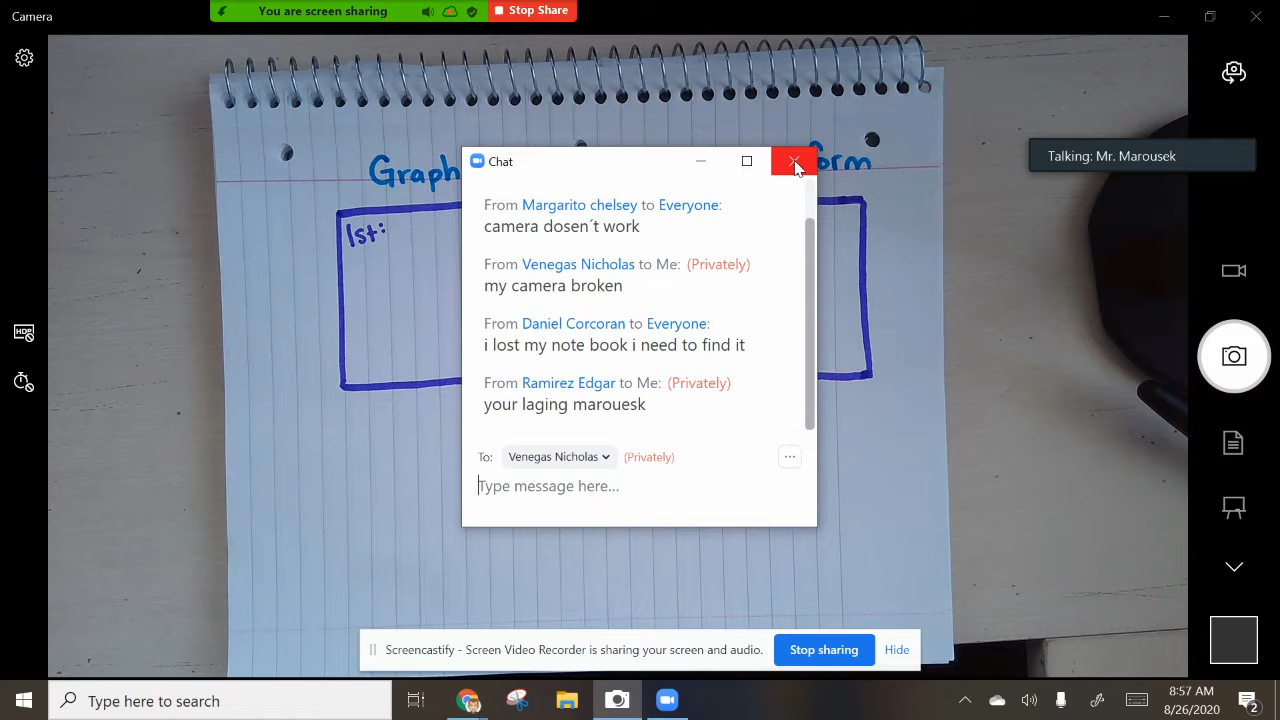 Camera
You are screen sharing
Stop Share
Talking: Mr. Marousek
Graph
form
1st:
Chat
From Margarito chelsey to Everyone:
camera dosen´t work
From Venegas Nicholas to Me: (Privately)
my camera broken
From Daniel Corcoran to Everyone:
i lost my note book i need to find it
From Ramirez Edgar to Me: (Privately)
your laging marouesk
To: Venegas Nicholas (Privately)
Type message here...
HDR
Screencastify - Screen Video Recorder is sharing your screen and audio.
Stop sharing
Hide
Type here to search
8:57 AM
8/26/2020
2